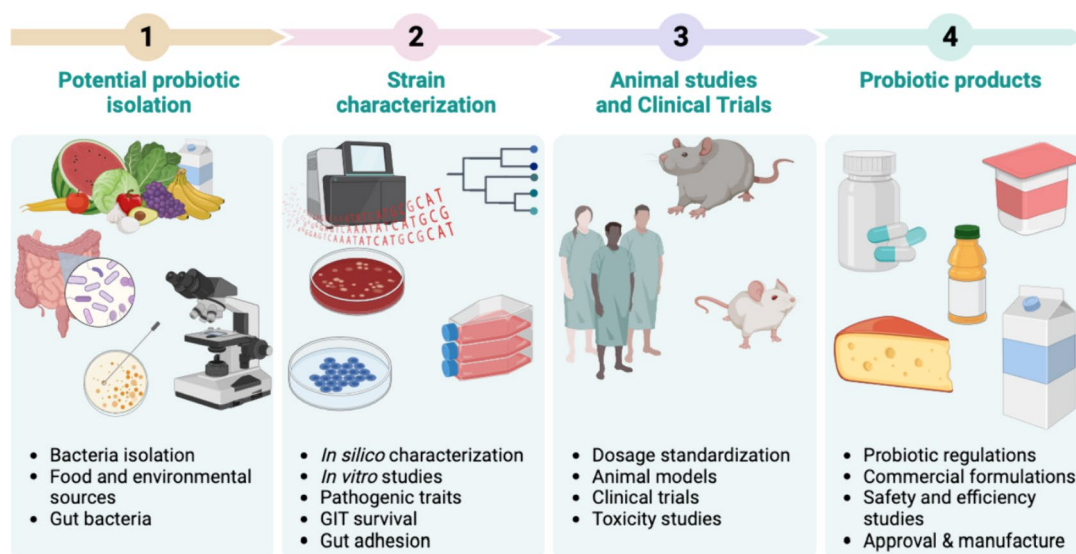 1
Potential probiotic
isolation
• Bacteria isolation
• Food and environmental
sources
• Gut bacteria
2
Strain
characterization
GCAT
ATCATGCGCAT
• In silico characterization
• In vitro studies
• Pathogenic traits
• GIT survival
• Gut adhesion
3
Animal studies
and Clinical Trials
• Dosage standardization
• Animal models
• Clinical trials
• Toxicity studies
4
Probiotic products
• Probiotic regulations
• Commercial formulations
• Safety and efficiency
studies
• Approval & manufacture